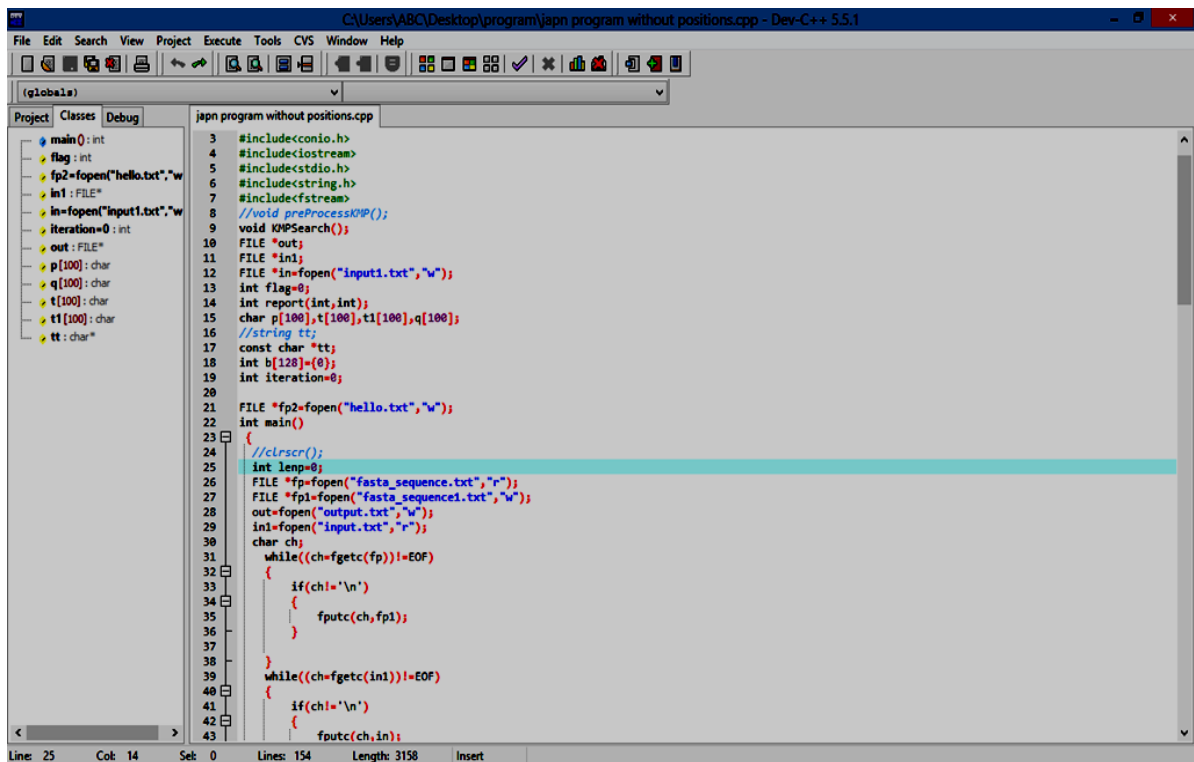 C:\Users\ABC\Desktop\program\japn program without positions.cpp - Dev-C++ 5.5.1
File Edit Search View Project Execute Tools CVS Window Help
(globals)
Project Classes Debug
japn program without positions.cpp
main () : int
flag : int
fp2=fopen("hello.txt","w
in1 : FILE*
in=fopen("input1.txt","w
iteration=0 : int
out : FILE*
p [100] : char
q [100] : char
t [100] : char
t1 [100] : char
tt : char*
3 #include<conio.h>
4 #include<iostream>
5 #include<stdio.h>
6 #include<string.h>
7 #include<fstream>
8 //void preProcessKMP();
9 void KMPSearch();
10 FILE *out;
11 FILE *in1;
12 FILE *in=fopen("input1.txt","w");
13 int flag=0;
14 int report(int,int);
15 char p[100],t[100],t1[100],q[100];
16 //string tt;
17 const char *tt;
18 int b[128]={0};
19 int iteration=0;
20
21 FILE *fp2=fopen("hello.txt","w");
22 int main()
23 {
24 //clrscr();
25 int lenp=0;
26 FILE *fp=fopen("fasta_sequence.txt","r");
27 FILE *fp1=fopen("fasta_sequence1.txt","w");
28 out=fopen("output.txt","w");
29 in1=fopen("input.txt","r");
30 char ch;
31 while((ch=fgetc(fp))!=EOF)
32 {
33 if(ch!='\n')
34 {
35 fputc(ch,fp1);
36 }
37
38 }
39 while((ch=fgetc(in1))!=EOF)
40 {
41 if(ch!='\n')
42 {
43 fputc(ch,in);
Line: 25 Col: 14 Sel: 0 Lines: 154 Length: 3158 Insert